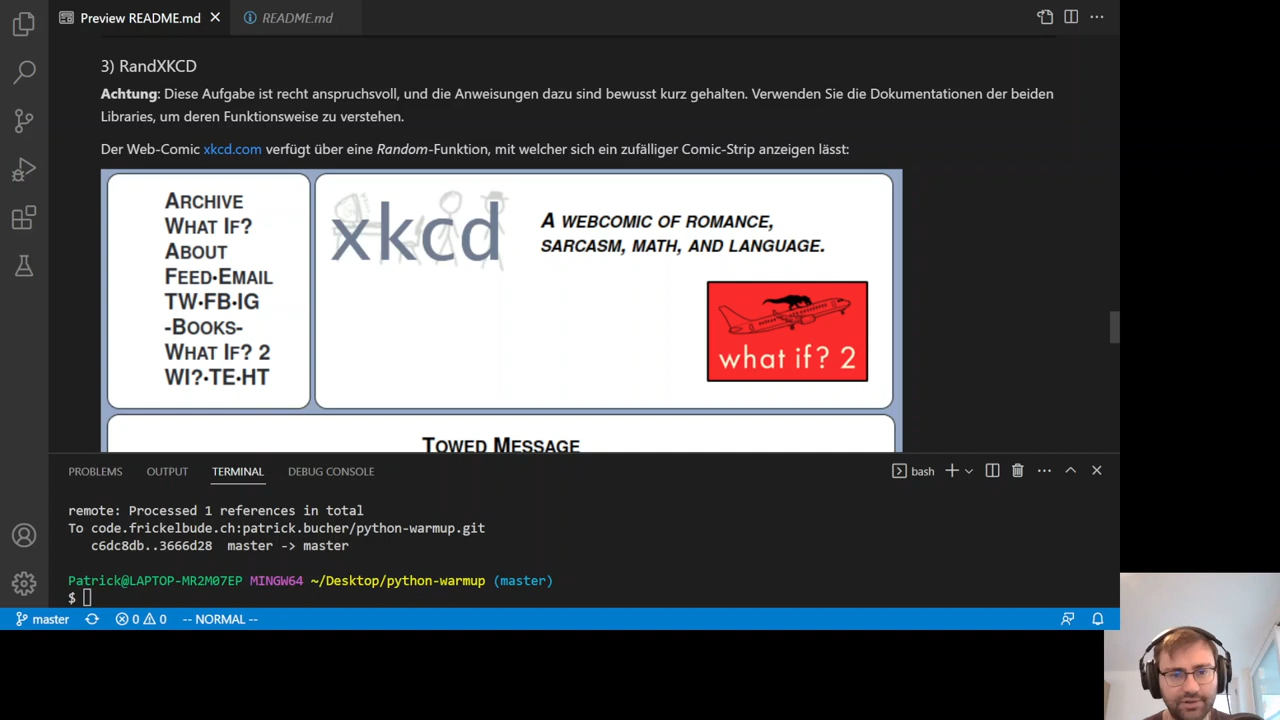 Preview README.md
README.md
3) RandXKCD
Achtung: Diese Aufgabe ist recht anspruchsvoll, und die Anweisungen dazu sind bewusst kurz gehalten. Verwenden Sie die Dokumentationen der beiden
Libraries, um deren Funktionsweise zu verstehen.
Der Web-Comic xkcd.com verfügt über eine Random-Funktion, mit welcher sich ein zufälliger Comic-Strip anzeigen lässt:
ARCHIVE
WHAT IF?
ABOUT
FEED•EMAIL
TW•FB•IG
-BOOKS-
WHAT IF? 2
WI?•TE•HT
xkcd
A WEBCOMIC OF ROMANCE,
SARCASM, MATH, AND LANGUAGE.
what if? 2
TOWED MESSAGE
PROBLEMS
OUTPUT
TERMINAL
DEBUG CONSOLE
bash
remote: Processed 1 references in total
To code.frickelbude.ch:patrick.bucher/python-warmup.git
c6dc8db..3666d28 master -> master
Patrick@LAPTOP-MR2M07EP MINGW64 ~/Desktop/python-warmup (master)
$
master
0
0
-- NORMAL --